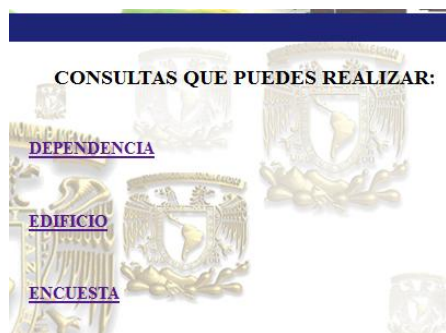 CONSULTAS QUE PUEDES REALIZAR:
DEPENDENCIA
EDIFICIO
ENCUESTA